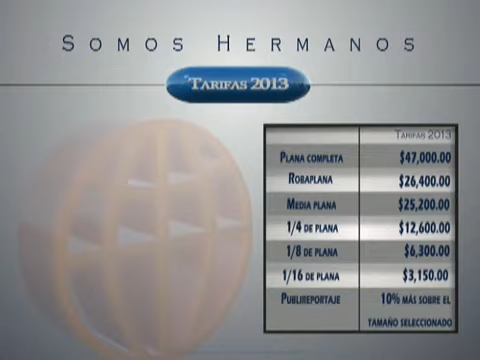 SOMOS HERMANOS
TARIFAS 2013
TARIFAS 2013
PLANA COMPLETA $47,000.00
ROBAPLANA $26,400.00
MEDIA PLANA $25,200.00
1/4 DE PLANA $12,600.00
1/8 DE PLANA $6,300.00
1/16 DE PLANA $3,150.00
PUBLIREPORTAJE 10% MÁS SOBRE EL
TAMAÑO SELECCIONADO